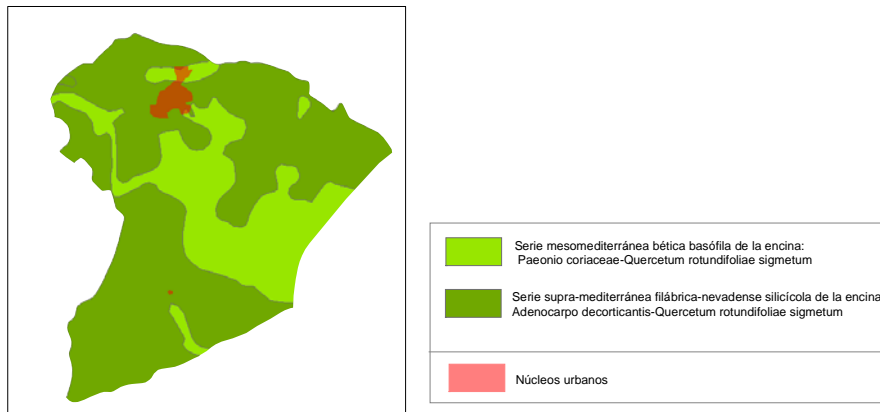 Serie mesomediterránea bética basófila de la encina:
Paeonio coriaceae-Quercetum rotundifoliae sigmetum
Serie supra-mediterránea filábrica-nevadense silicícola de la encina
Adenocarpo decorticantis-Quercetum rotundifoliae sigmetum
Núcleos urbanos